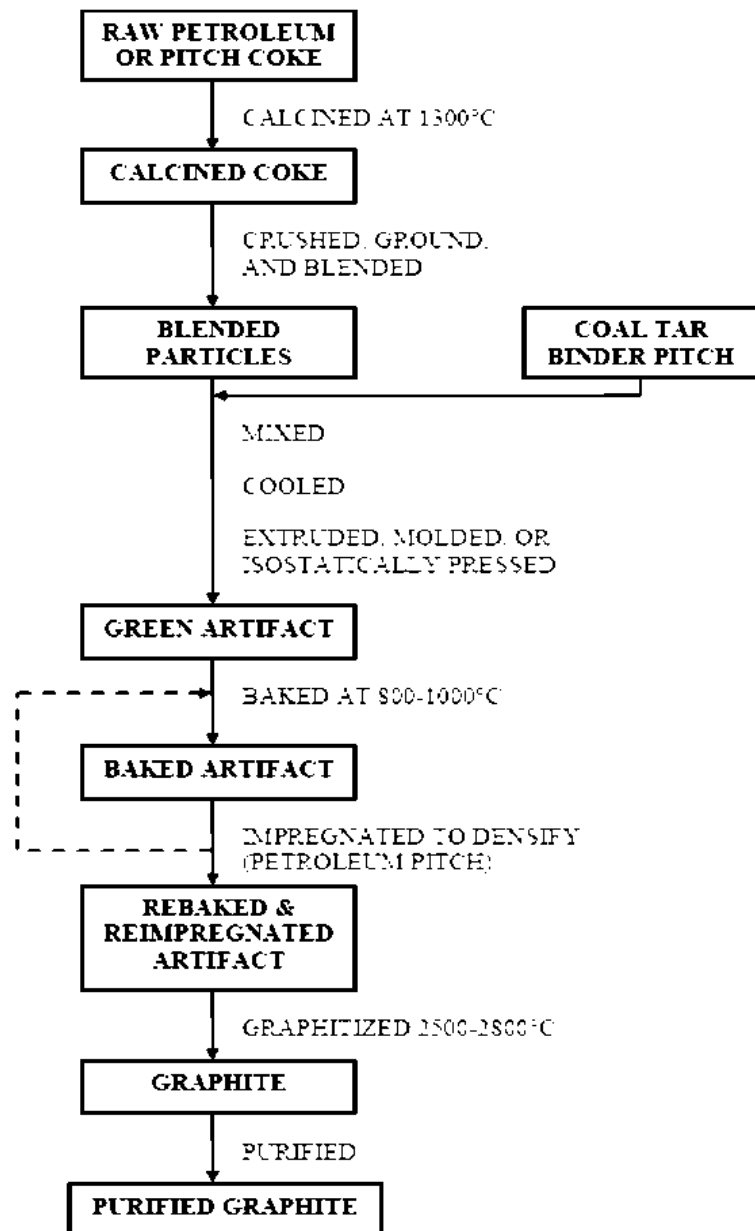 RAW PETROLEUM
OR PITCH COKE
CALCINED AT 1300°C
CALCINED COKE
CRUSHED, GROUND,
AND BLENDED
BLENDED
PARTICLES
COAL TAR
BINDER PITCH
MIXED
COOLED
EXTRUDED, MOLDED, OR
ISOSTATICALLY PRESSED
GREEN ARTIFACT
BAKED AT 800-1000°C
BAKED ARTIFACT
IMPREGNATED TO DENSIFY
(PETROLEUM PITCH)
REBAKED &
REIMPREGNATED
ARTIFACT
GRAPHITIZED 2500-2800°C
GRAPHITE
PURIFIED
PURIFIED GRAPHITE